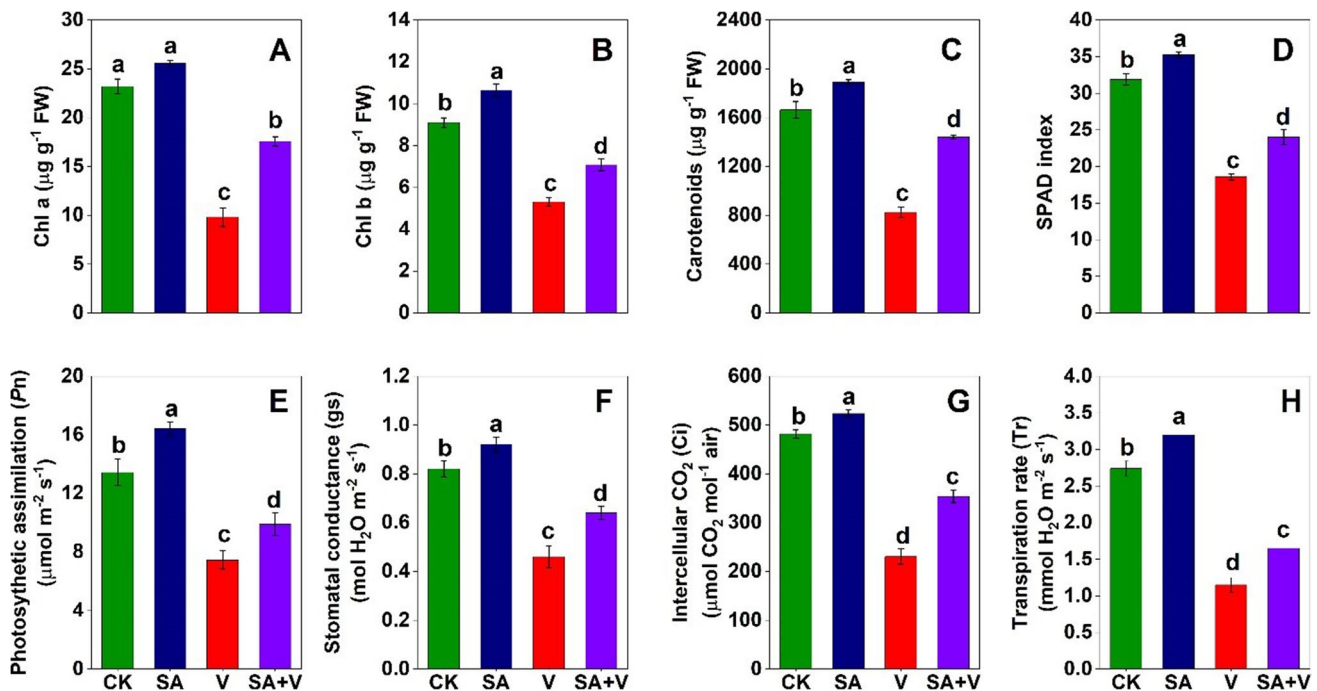 A
Chl a (µg g⁻¹ FW)
30
25
20
15
10
5
0
a
a
c
b
B
Chl b (µg g⁻¹ FW)
14
12
10
8
6
4
2
0
b
a
c
d
C
Carotenoids (µg g⁻¹ FW)
2400
2000
1600
1200
800
400
0
b
a
c
d
D
SPAD index
40
35
30
25
20
15
10
5
0
b
a
c
d
E
Photosythetic assimilation (Pn)
(µmol m⁻² s⁻¹)
20
16
12
8
4
0
b
a
c
d
CK SA V SA+V
F
Stomatal conductance (gs)
(mol H₂O m⁻² s⁻¹)
1.2
1.0
0.8
0.6
0.4
0.2
0.0
b
a
c
d
CK SA V SA+V
G
Intercellular CO₂ (Ci)
(µmol CO₂ mol⁻¹ air)
600
500
400
300
200
100
0
b
a
d
c
CK SA V SA+V
H
Transpiration rate (Tr)
(mmol H₂O m⁻² s⁻¹)
4.0
3.5
3.0
2.5
2.0
1.5
1.0
0.5
0.0
b
a
d
c
CK SA V SA+V